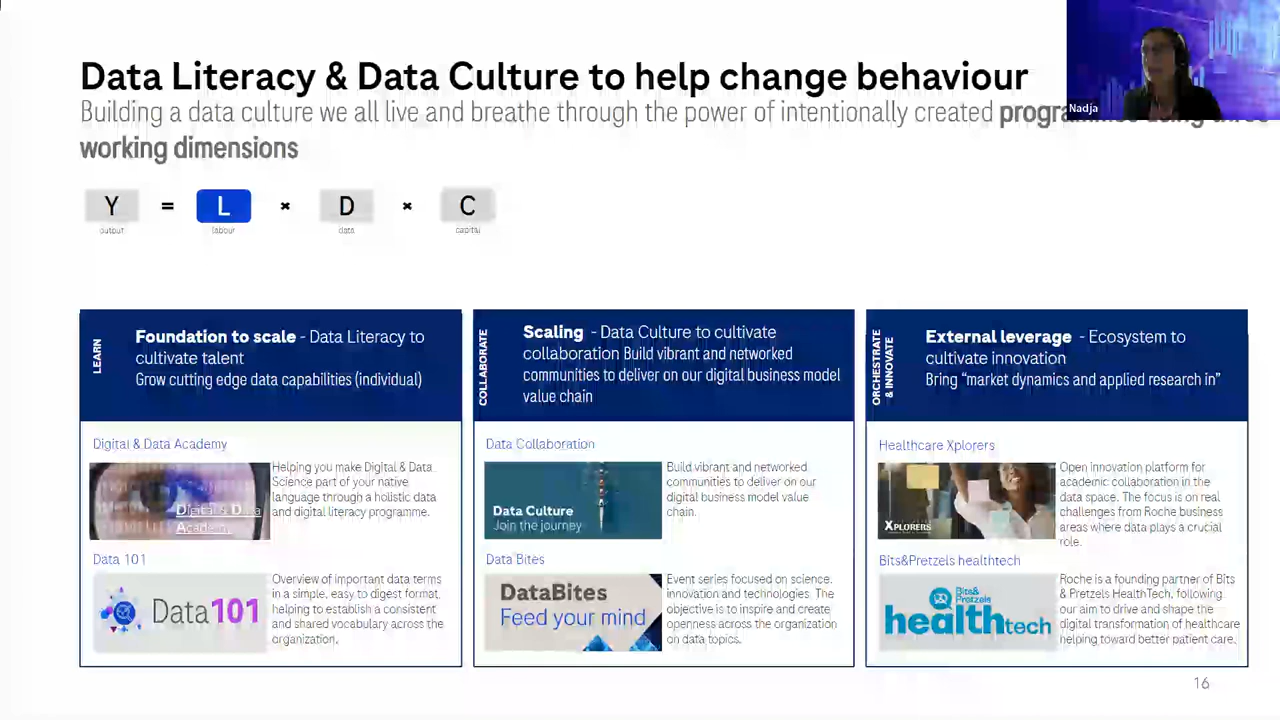 Data Literacy & Data Culture to help change behaviour
Nadja
Building a data culture we all live and breathe through the power of intentionally created
working dimensions
Y = L × D × C
output labour data capital
LEARN
Foundation to scale - Data Literacy to
cultivate talent
Grow cutting edge data capabilities (individual)
Digital & Data Academy
Digital & Data
Academy
Helping you make Digital & Data
Science part of your native
language through a holistic data
and digital literacy programme.
Data 101
Data101
Overview of important data terms
in a simple, easy to digest format,
helping to establish a consistent
and shared vocabulary across the
organization.
COLLABORATE
Scaling - Data Culture to cultivate
collaboration Build vibrant and networked
communities to deliver on our digital business model
value chain
Data Collaboration
Data Culture
Join the journey
Build vibrant and networked
communities to deliver on our
digital business model value
chain.
Data Bites
DataBites
Feed your mind
Event series focused on science,
innovation and technologies. The
objective is to inspire and create
openness across the organization
on data topics.
ORCHESTRATE
& INNOVATE
External leverage - Ecosystem to
cultivate innovation
Bring “market dynamics and applied research in”
Healthcare Xplorers
XPLORERS
Open innovation platform for
academic collaboration in the
data space. The focus is on real
challenges from Roche business
areas where data plays a crucial
role.
Bits&Pretzels healthtech
Bits&
Pretzels
healthtech
Roche is a founding partner of Bits
& Pretzels HealthTech, following
our aim to drive and shape the
digital transformation of healthcare
helping toward better patient care.
16